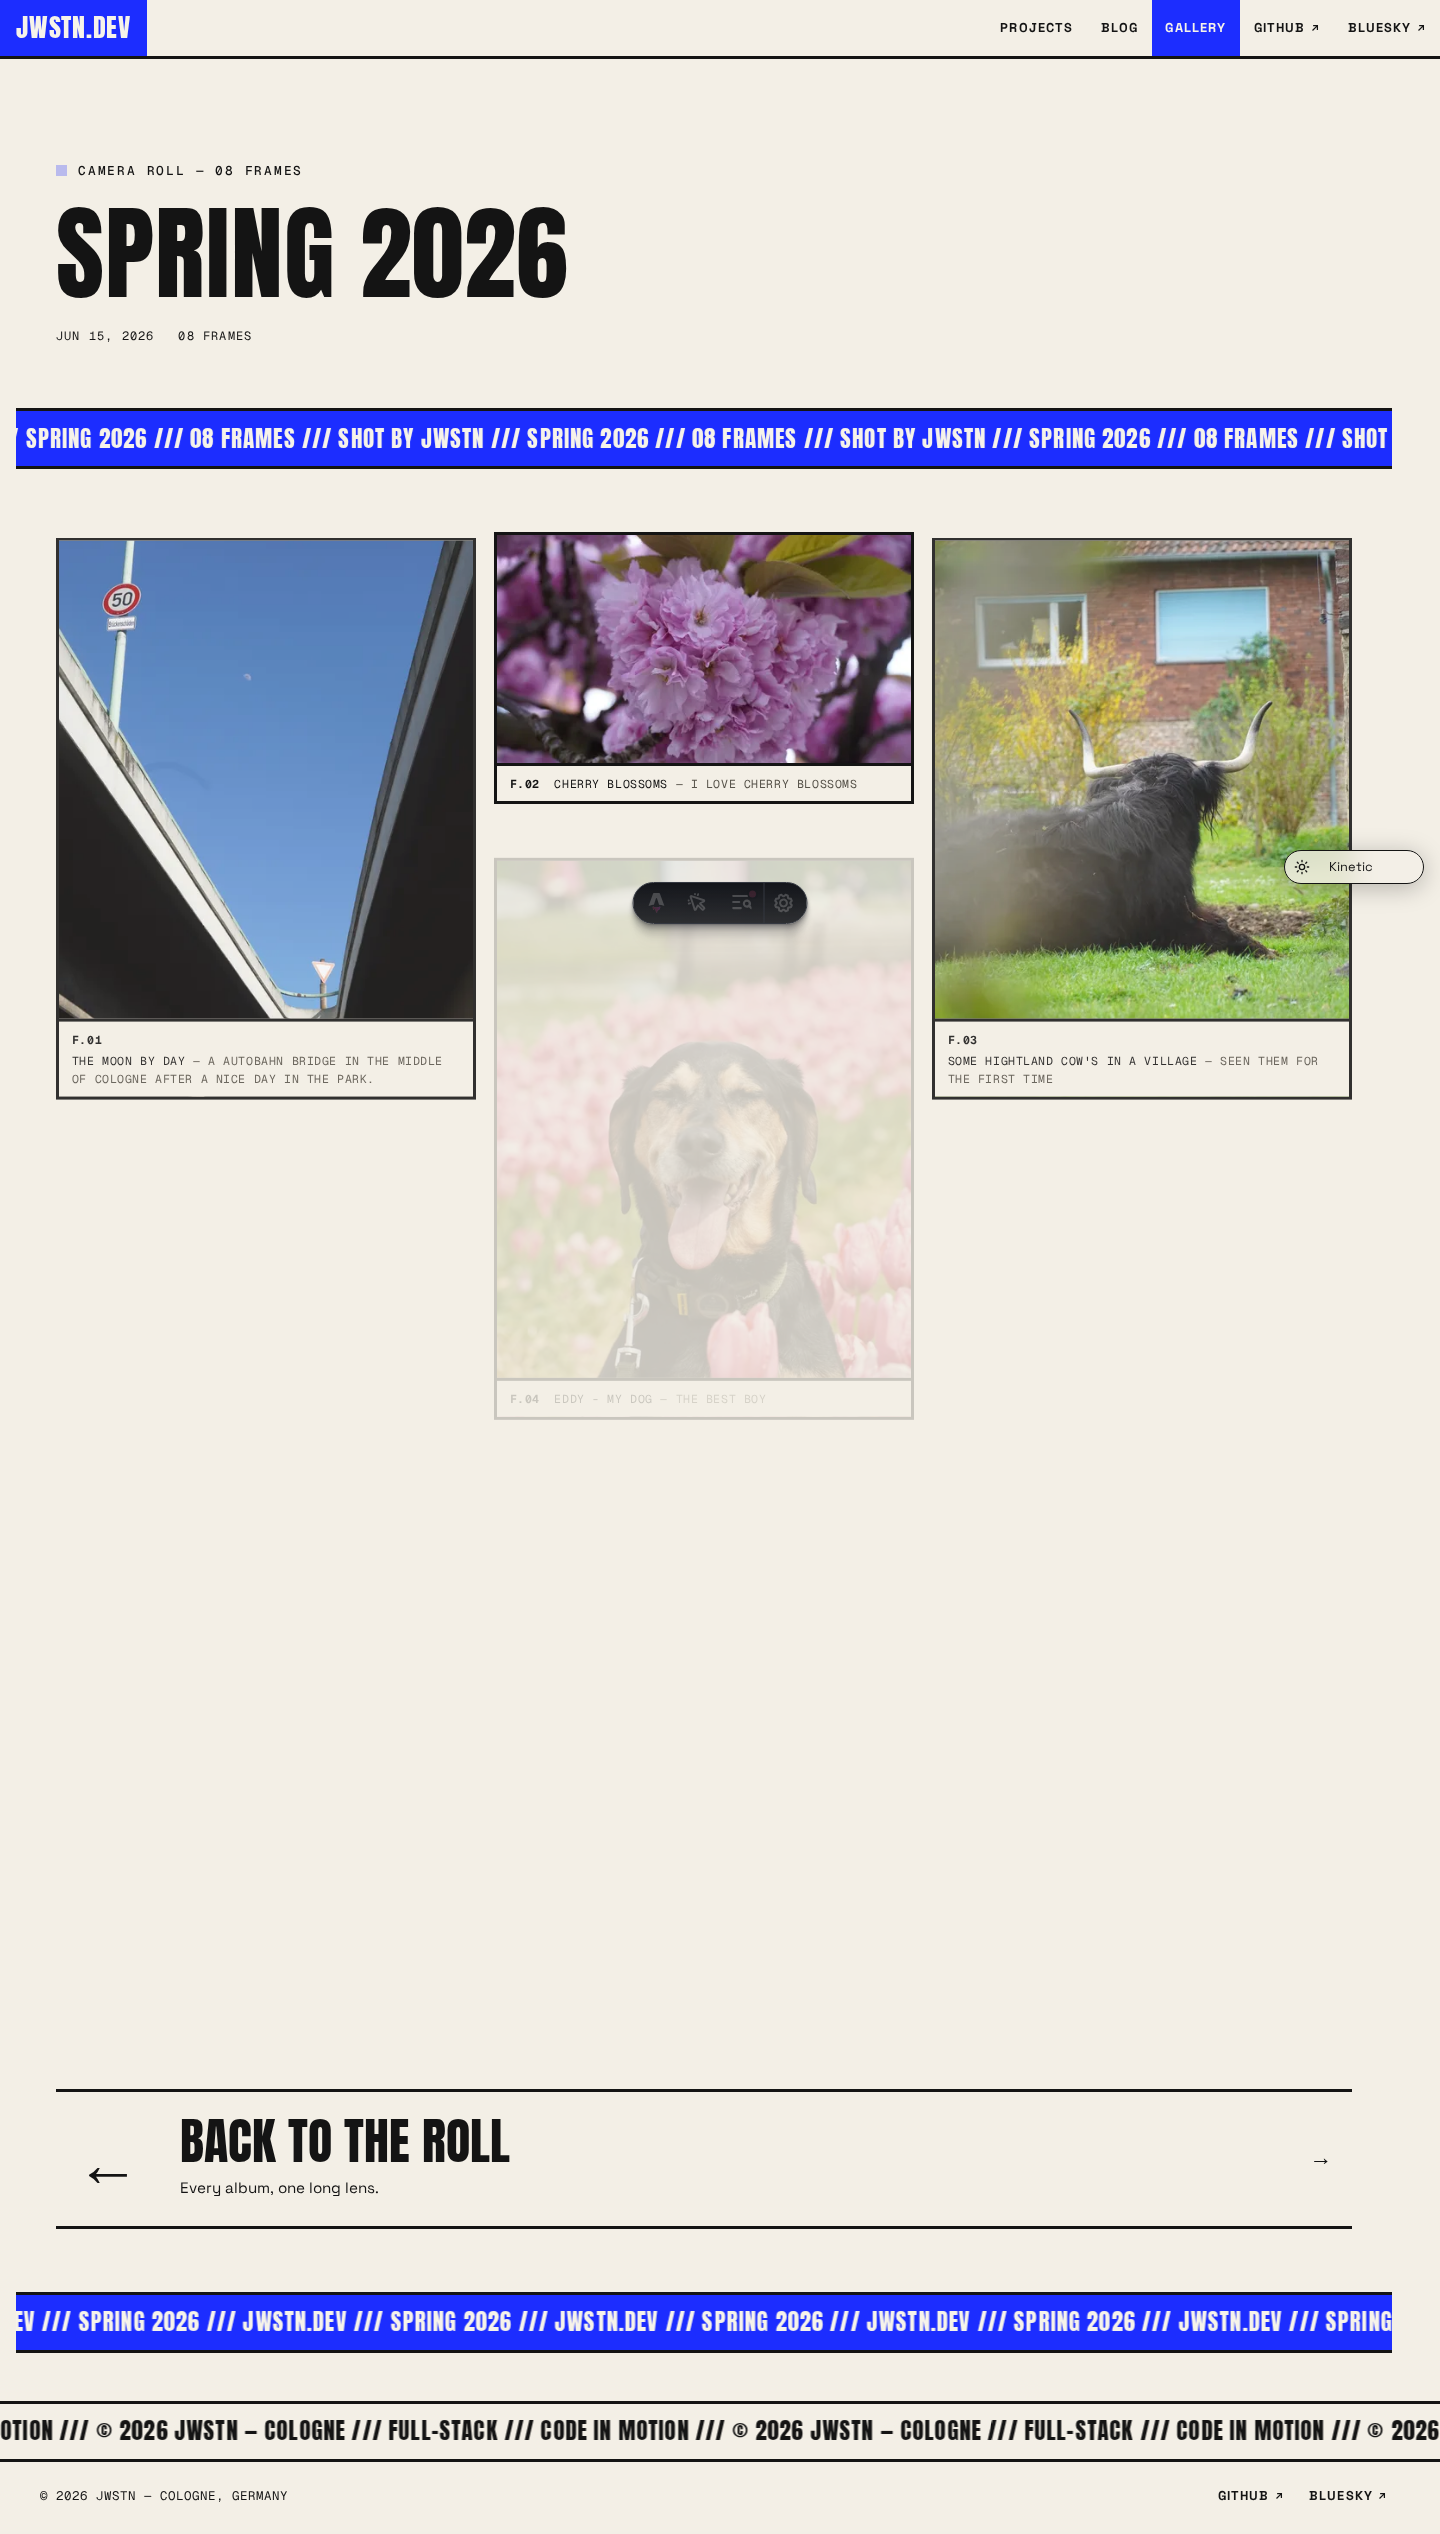 JWSTN.DEV
PROJECTS BLOG GALLERY GITHUB ↗ BLUESKY ↗
CAMERA ROLL — 08 FRAMES
SPRING 2026
JUN 15, 2026 08 FRAMES
/ SPRING 2026 /// 08 FRAMES /// SHOT BY JWSTN /// SPRING 2026 /// 08 FRAMES /// SHOT BY JWSTN /// SPRING 2026 /// 08 FRAMES /// SHOT
50
F.01
THE MOON BY DAY — A AUTOBAHN BRIDGE IN THE MIDDLE
OF COLOGNE AFTER A NICE DAY IN THE PARK.
F.02 CHERRY BLOSSOMS — I LOVE CHERRY BLOSSOMS
F.03
SOME HIGHTLAND COW'S IN A VILLAGE — SEEN THEM FOR
THE FIRST TIME
Kinetic
F.04 EDDY – MY DOG — THE BEST BOY
← BACK TO THE ROLL →
Every album, one long lens.
EV /// SPRING 2026 /// JWSTN.DEV /// SPRING 2026 /// JWSTN.DEV /// SPRING 2026 /// JWSTN.DEV /// SPRING 2026 /// JWSTN.DEV /// SPRING
OTION /// © 2026 JWSTN — COLOGNE /// FULL-STACK /// CODE IN MOTION /// © 2026 JWSTN — COLOGNE /// FULL-STACK /// CODE IN MOTION /// © 2026
© 2026 JWSTN — COLOGNE, GERMANY
GITHUB ↗ BLUESKY ↗